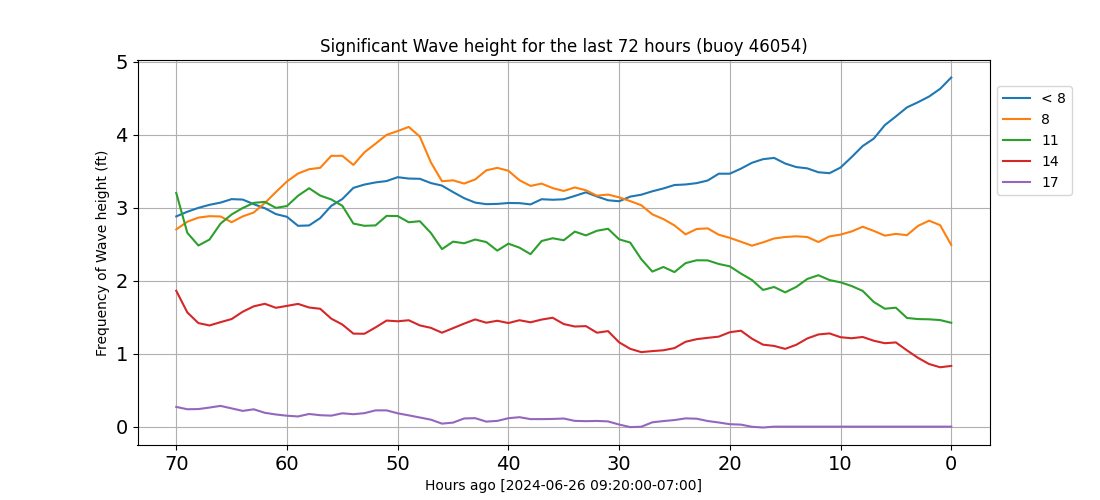 Significant Wave height for the last 72 hours (buoy 46054)
Frequency of Wave height (ft)
5
4
3
2
1
0
70 60 50 40 30 20 10 0
Hours ago [2024-06-26 09:20:00-07:00]
< 8
8
11
14
17